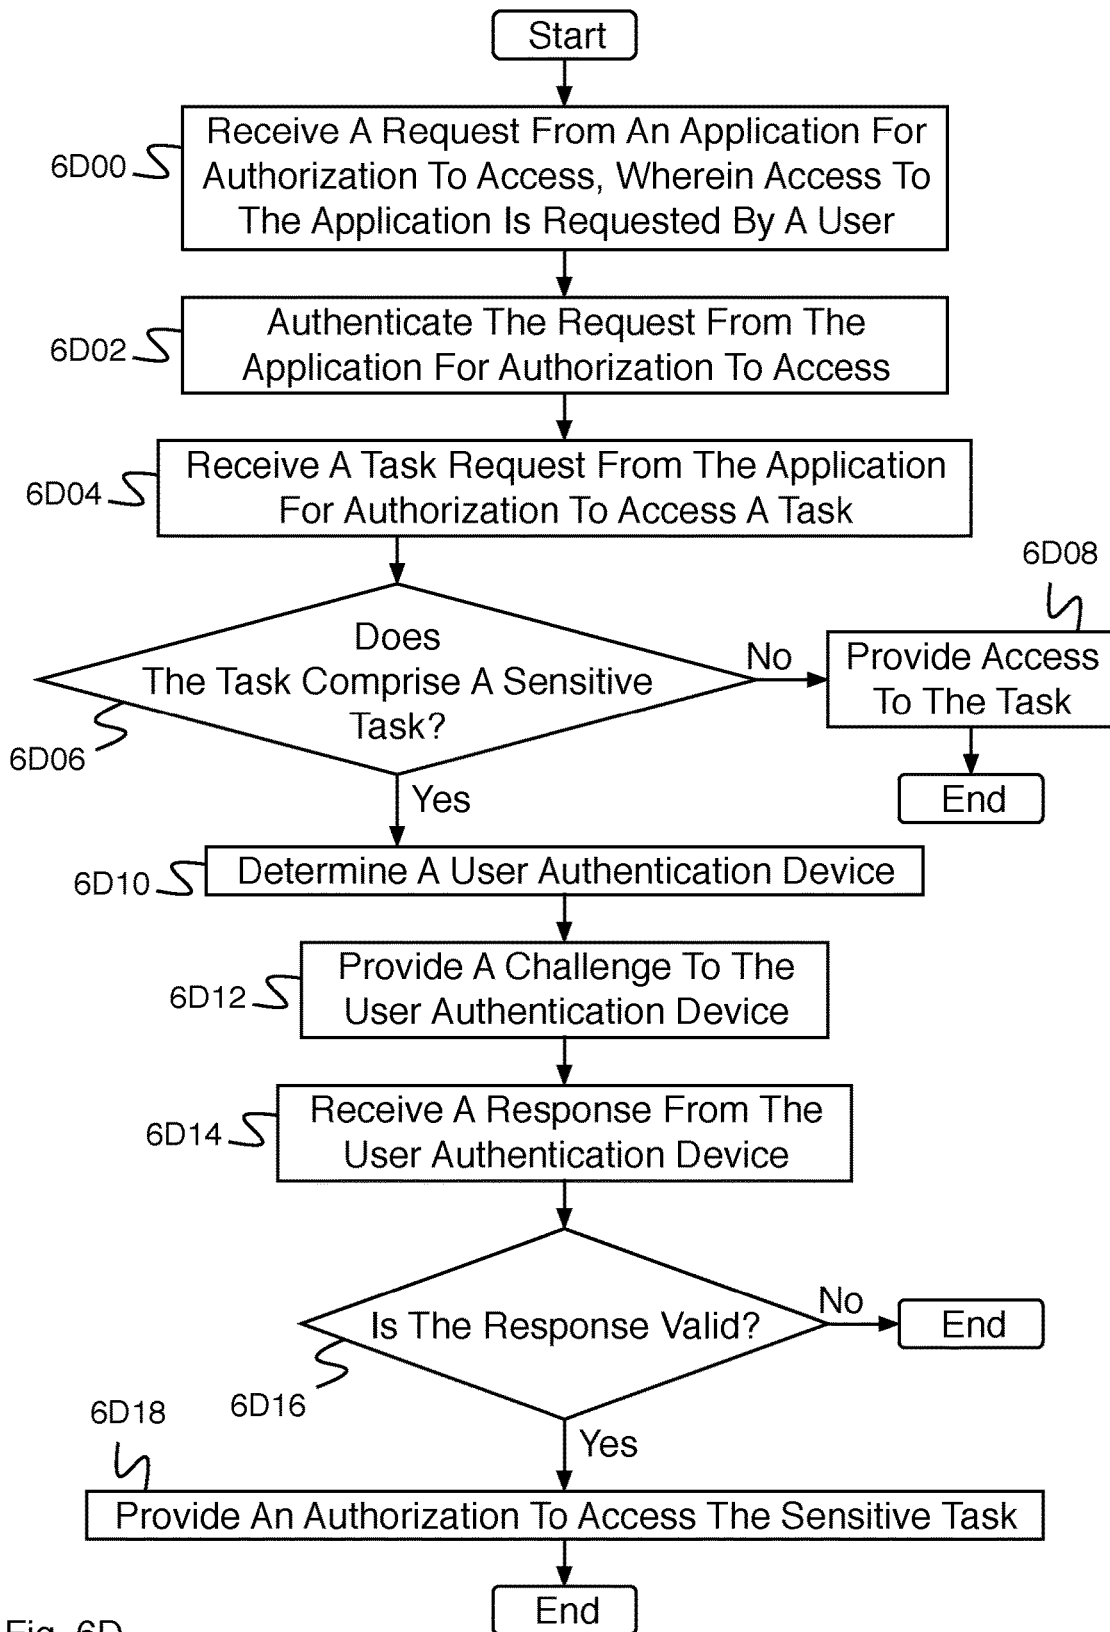 Start
Receive A Request From An Application For
Authorization To Access, Wherein Access To
The Application Is Requested By A User
6D00
Authenticate The Request From The
Application For Authorization To Access
6D02
Receive A Task Request From The Application
For Authorization To Access A Task
6D04
Does
The Task Comprise A Sensitive
Task?
6D06
No
6D08
Provide Access
To The Task
End
Yes
Determine A User Authentication Device
6D10
Provide A Challenge To The
User Authentication Device
6D12
Receive A Response From The
User Authentication Device
6D14
Is The Response Valid?
6D16
No
End
Yes
6D18
Provide An Authorization To Access The Sensitive Task
End
Fig. 6D